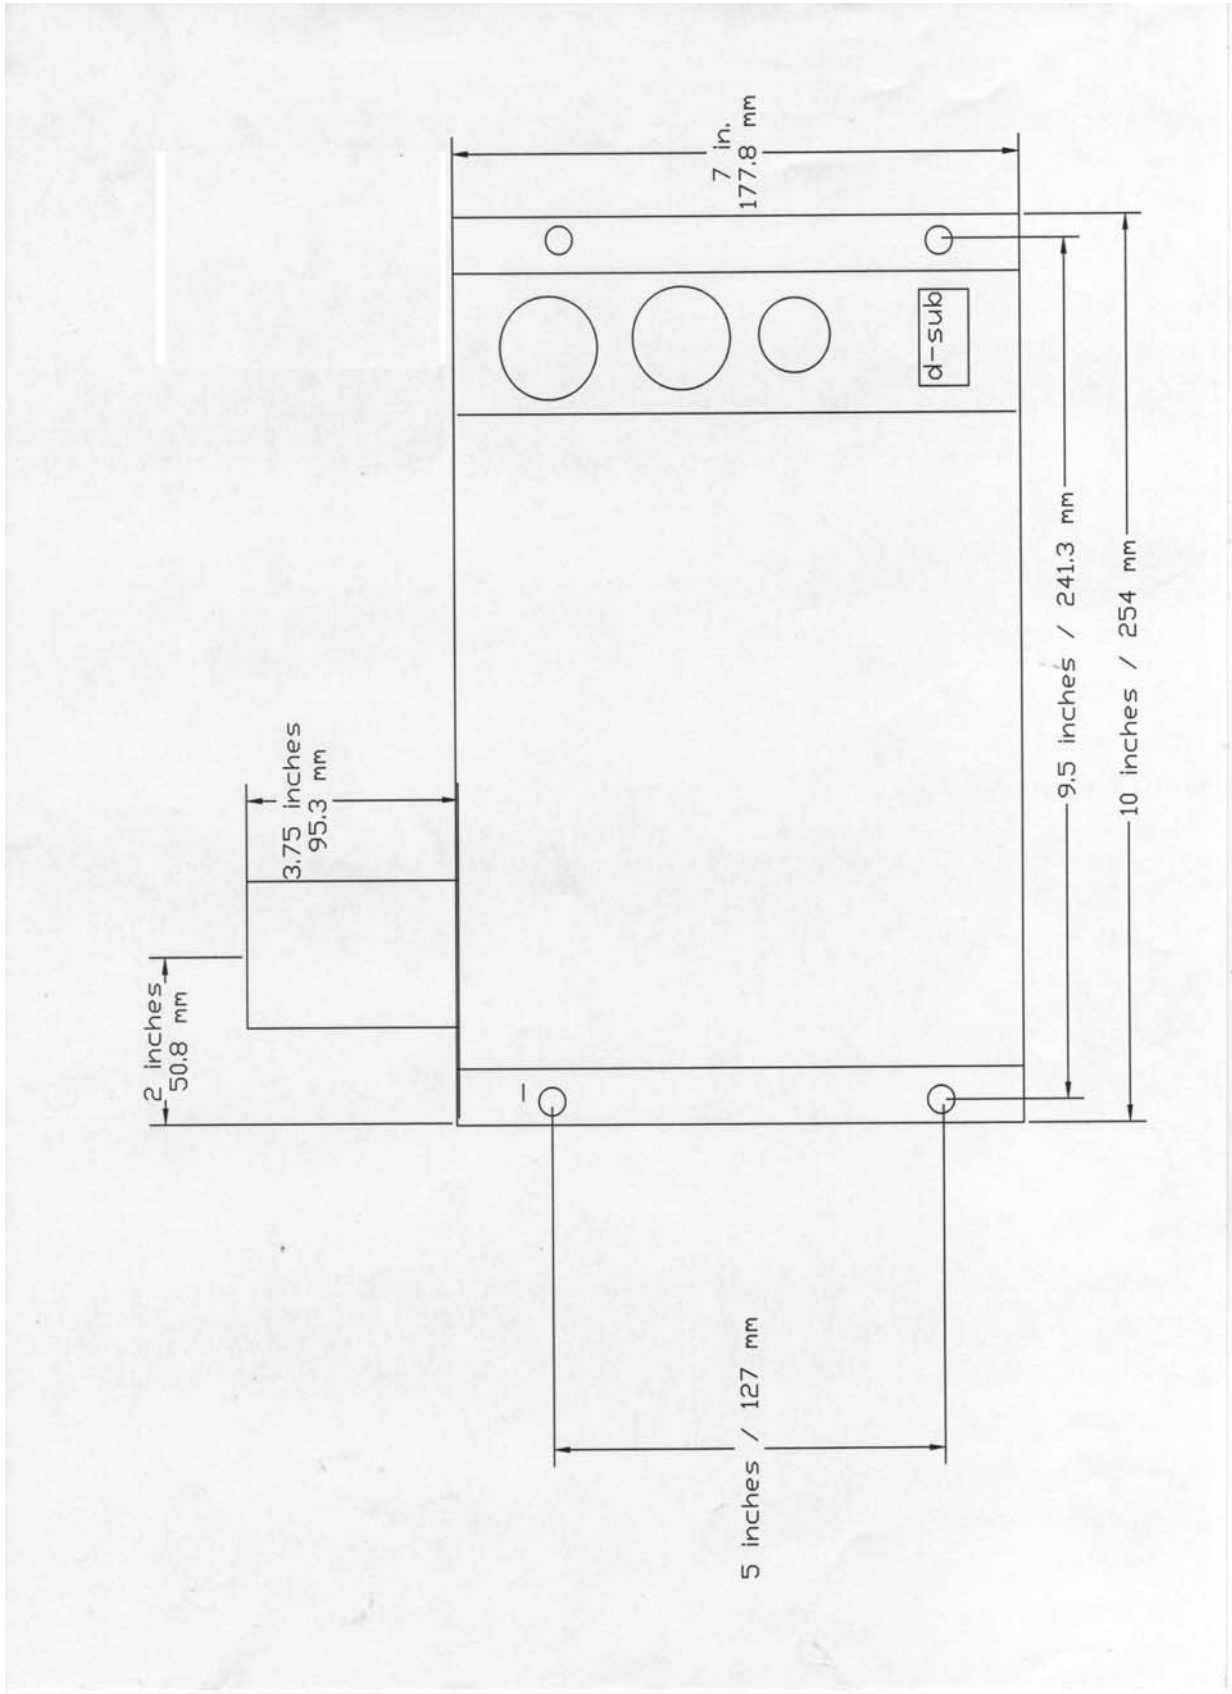 2 inches
50.8 mm
3.75 inches
95.3 mm
7 in.
177.8 mm
d-sub
5 inches / 127 mm
9.5 inches / 241.3 mm
10 inches / 254 mm